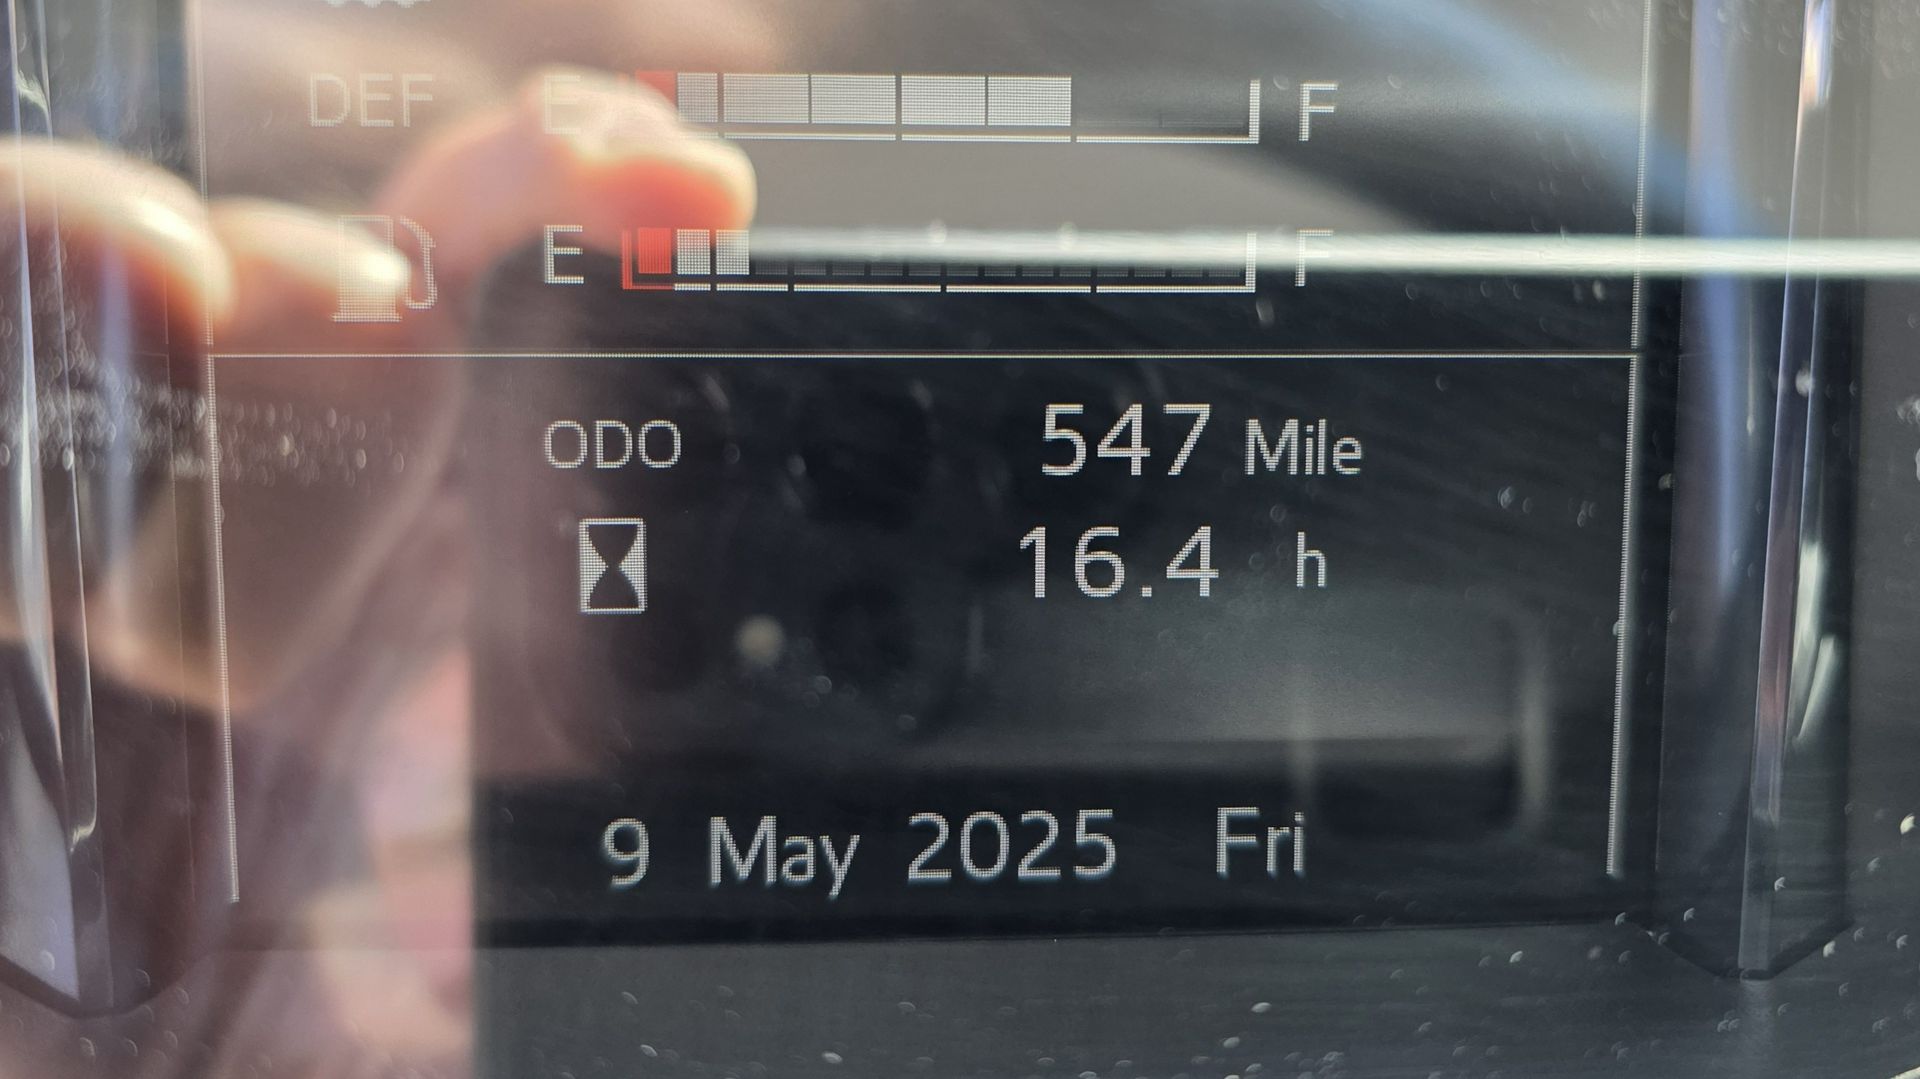 DEF E F
E F
ODO 547 Mile
16.4 h
9 May 2025 Fri